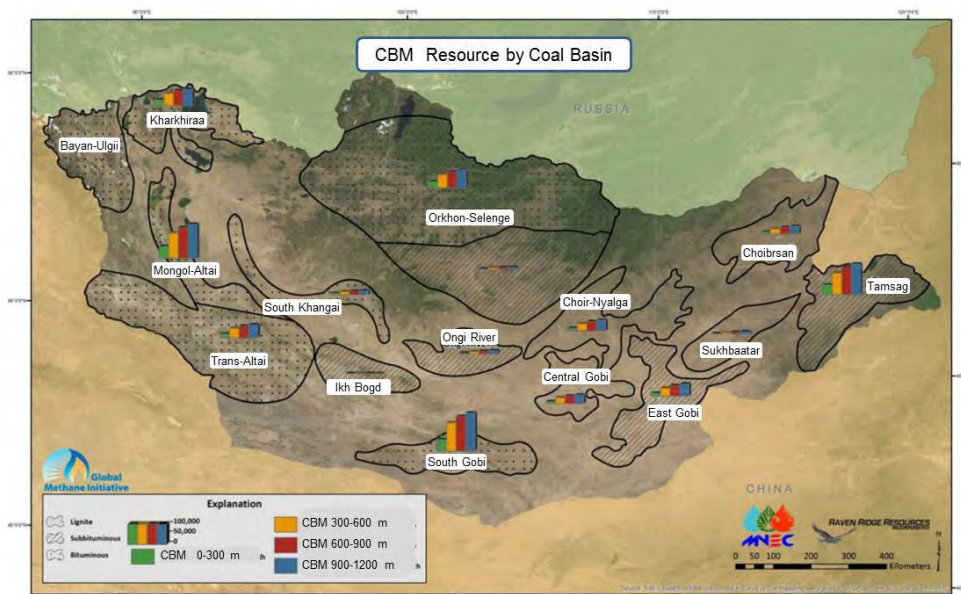 CBM Resource by Coal Basin
RUSSIA
Kharkhiraa
Bayan-Ulgii
Orkhon-Selenge
Choibrsan
Mongol-Altai
Tamsag
South Khangai
Choir-Nyalga
Ongi River
Sukhbaatar
Trans-Altai
Central Gobi
Ikh Bogd
East Gobi
South Gobi
Global
Methane Initiative
CHINA
Explanation
Lignite
Subbituminous
Bituminous
100,000
50,000
0
CBM 0-300 m
CBM 300-600 m
CBM 600-900 m
CBM 900-1200 m
MNEC
RAVEN RIDGE RESOURCES
INCORPORATED
N
0 50 100 200 300 400
Kilometers